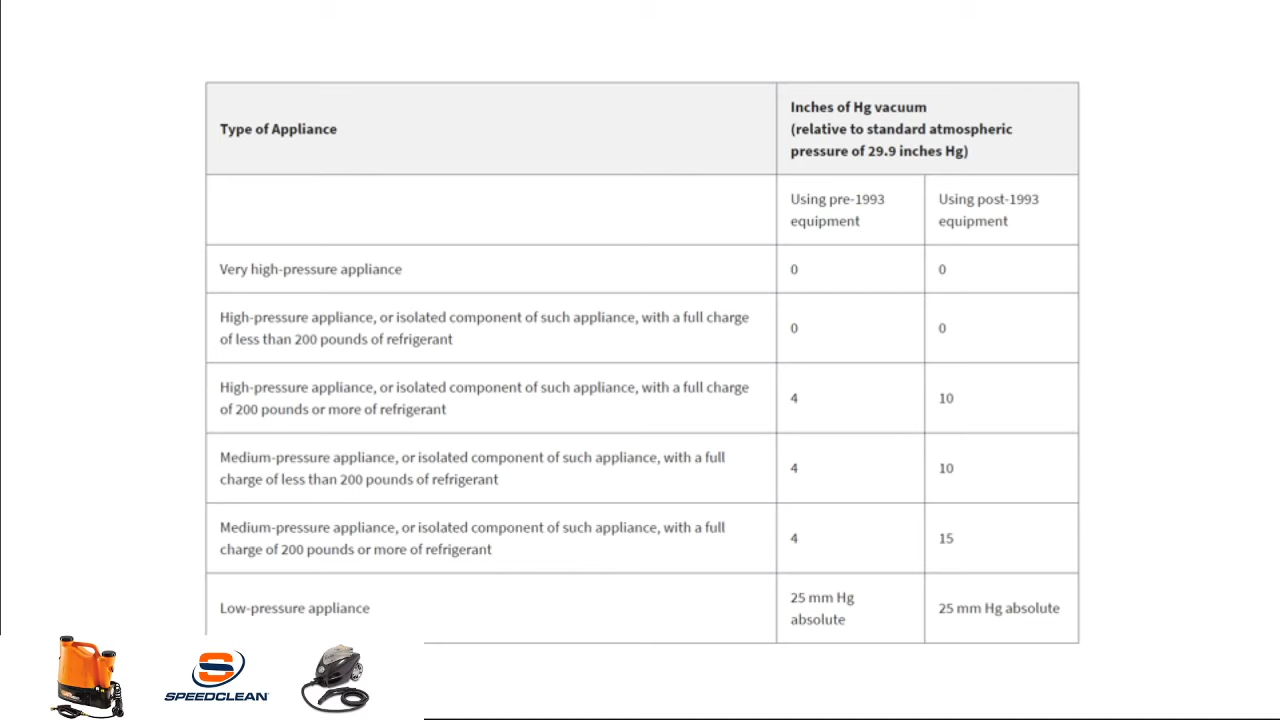 Type of Appliance
Inches of Hg vacuum
(relative to standard atmospheric
pressure of 29.9 inches Hg)
Using pre-1993
equipment
Using post-1993
equipment
Very high-pressure appliance
0
0
High-pressure appliance, or isolated component of such appliance, with a full charge
of less than 200 pounds of refrigerant
0
0
High-pressure appliance, or isolated component of such appliance, with a full charge
of 200 pounds or more of refrigerant
4
10
Medium-pressure appliance, or isolated component of such appliance, with a full
charge of less than 200 pounds of refrigerant
4
10
Medium-pressure appliance, or isolated component of such appliance, with a full
charge of 200 pounds or more of refrigerant
4
15
Low-pressure appliance
25 mm Hg
absolute
25 mm Hg absolute
SPEEDCLEAN